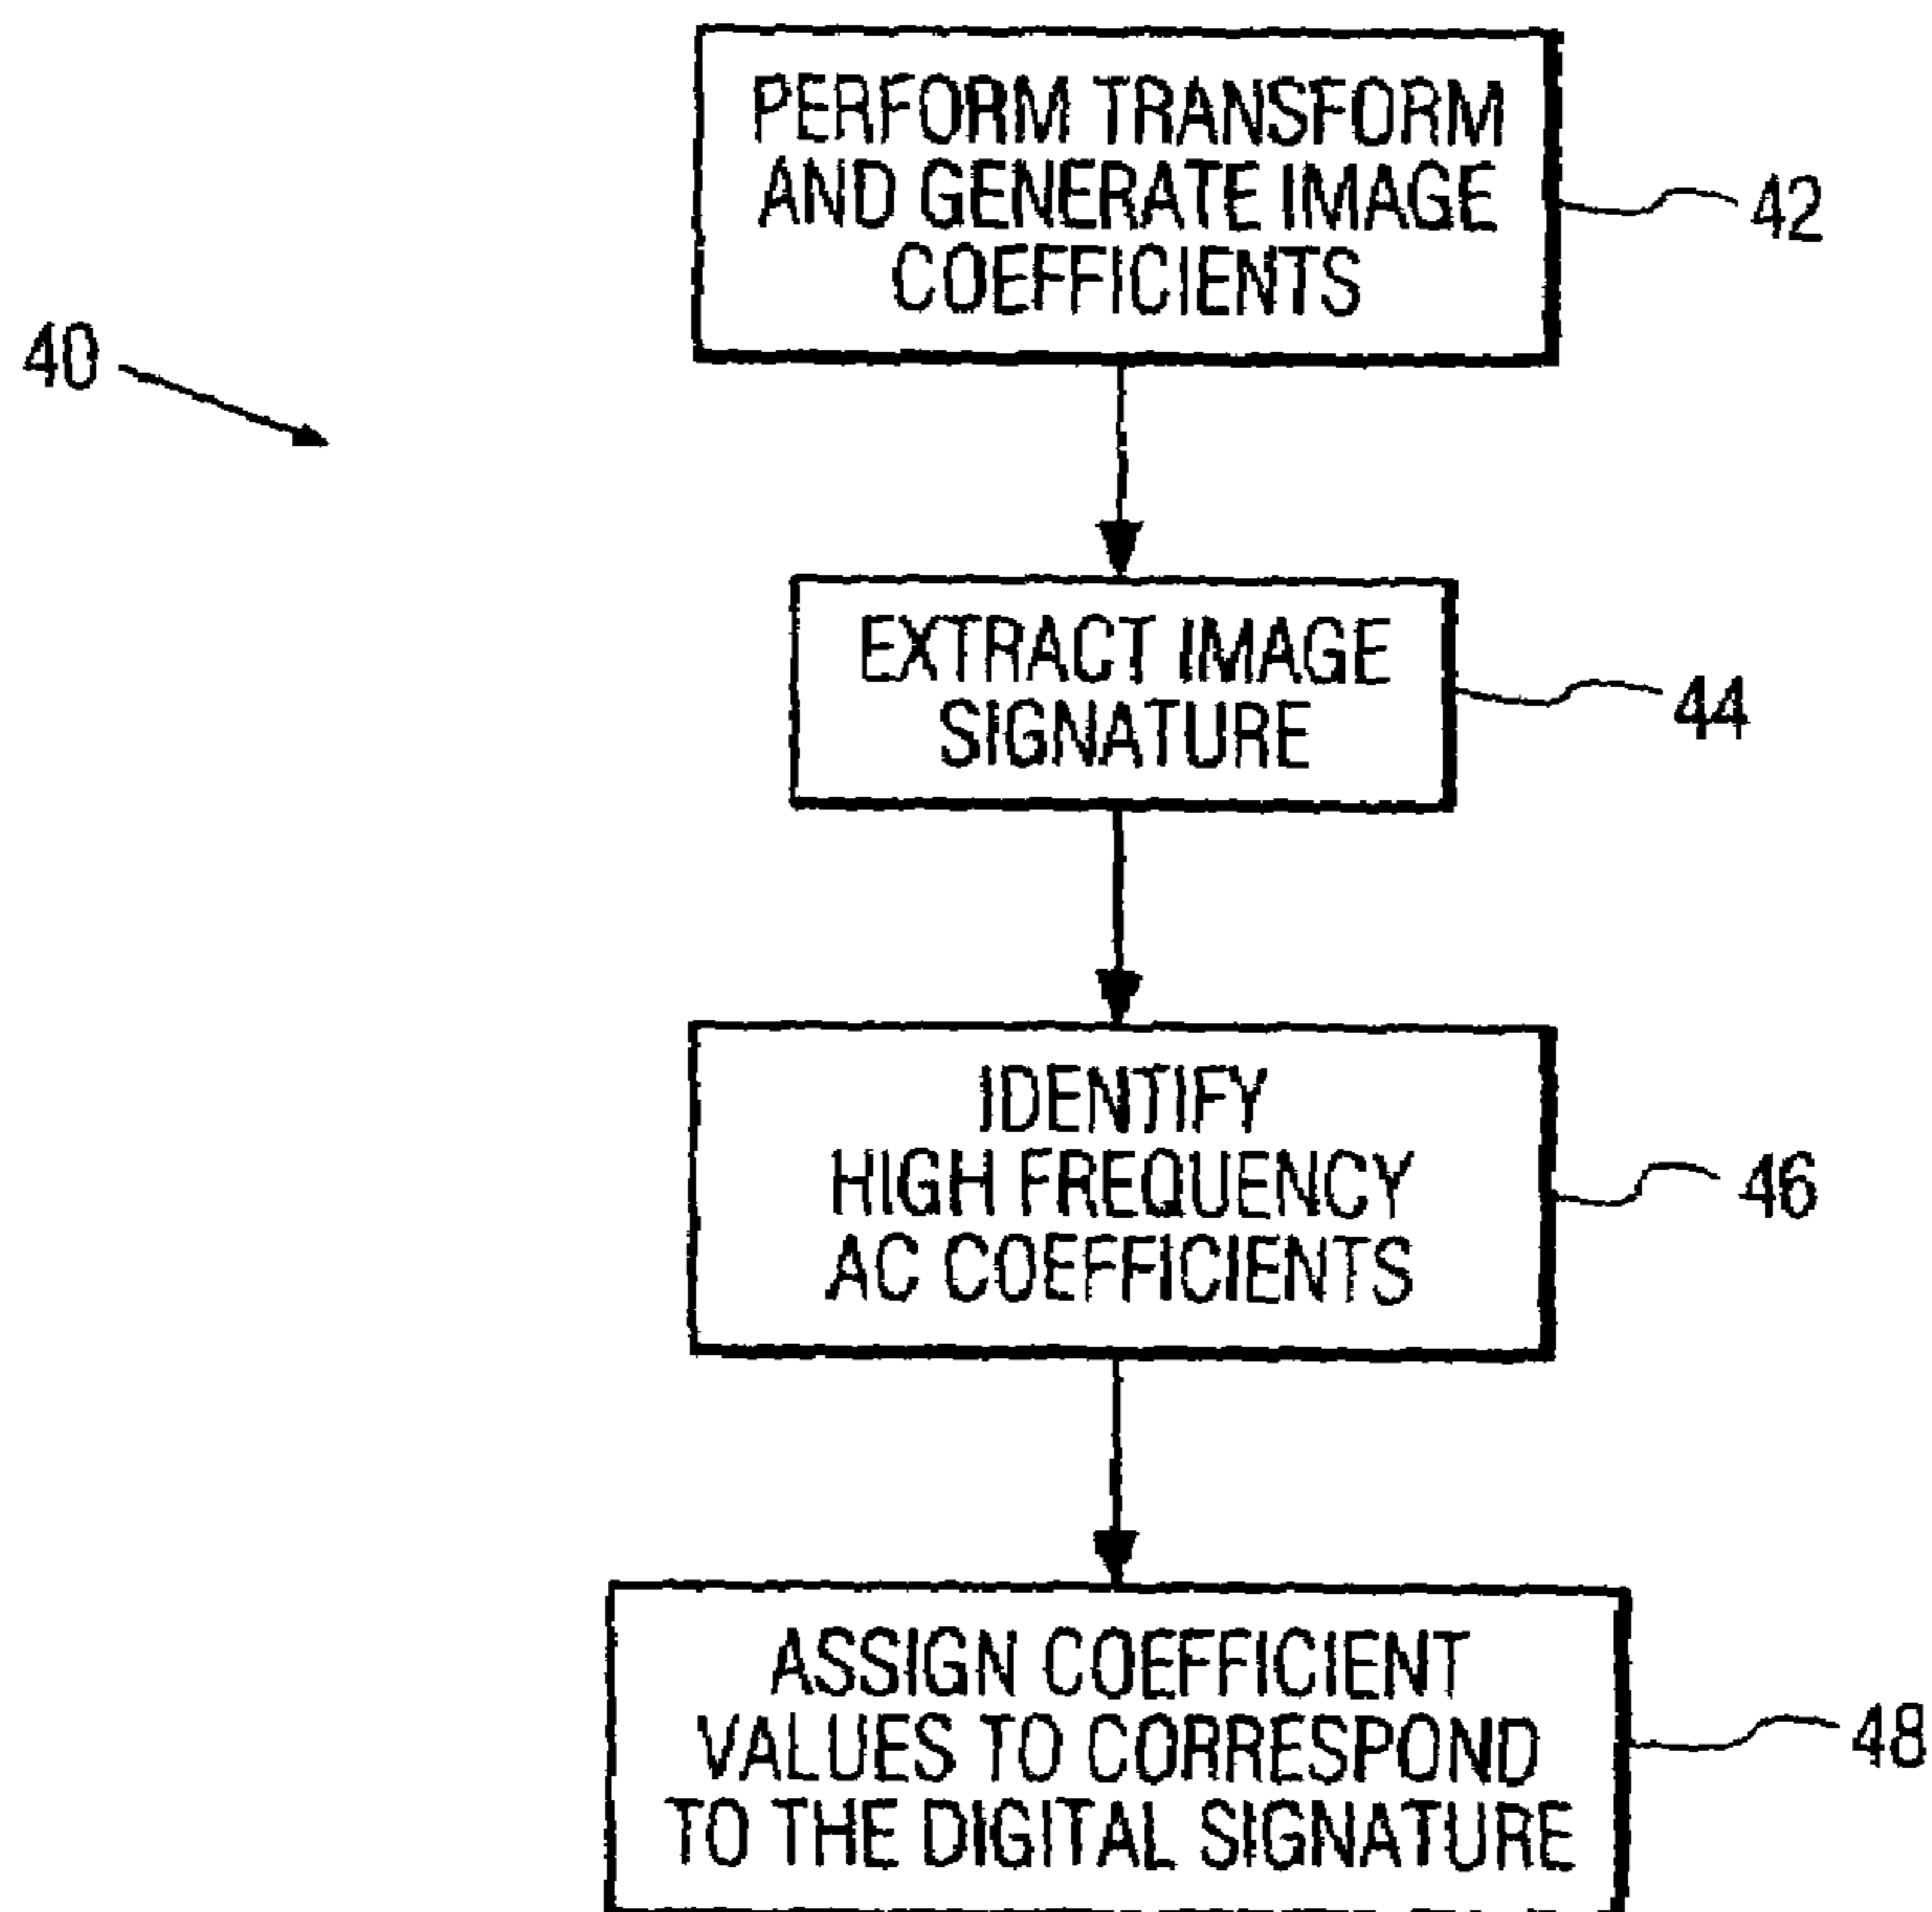 PERFORM TRANSFORM
AND GENERATE IMAGE
COEFFICIENTS
42
40
EXTRACT IMAGE
SIGNATURE
44
IDENTIFY
HIGH FREQUENCY
AC COEFFICIENTS
46
ASSIGN COEFFICIENT
VALUES TO CORRESPOND
TO THE DIGITAL SIGNATURE
48